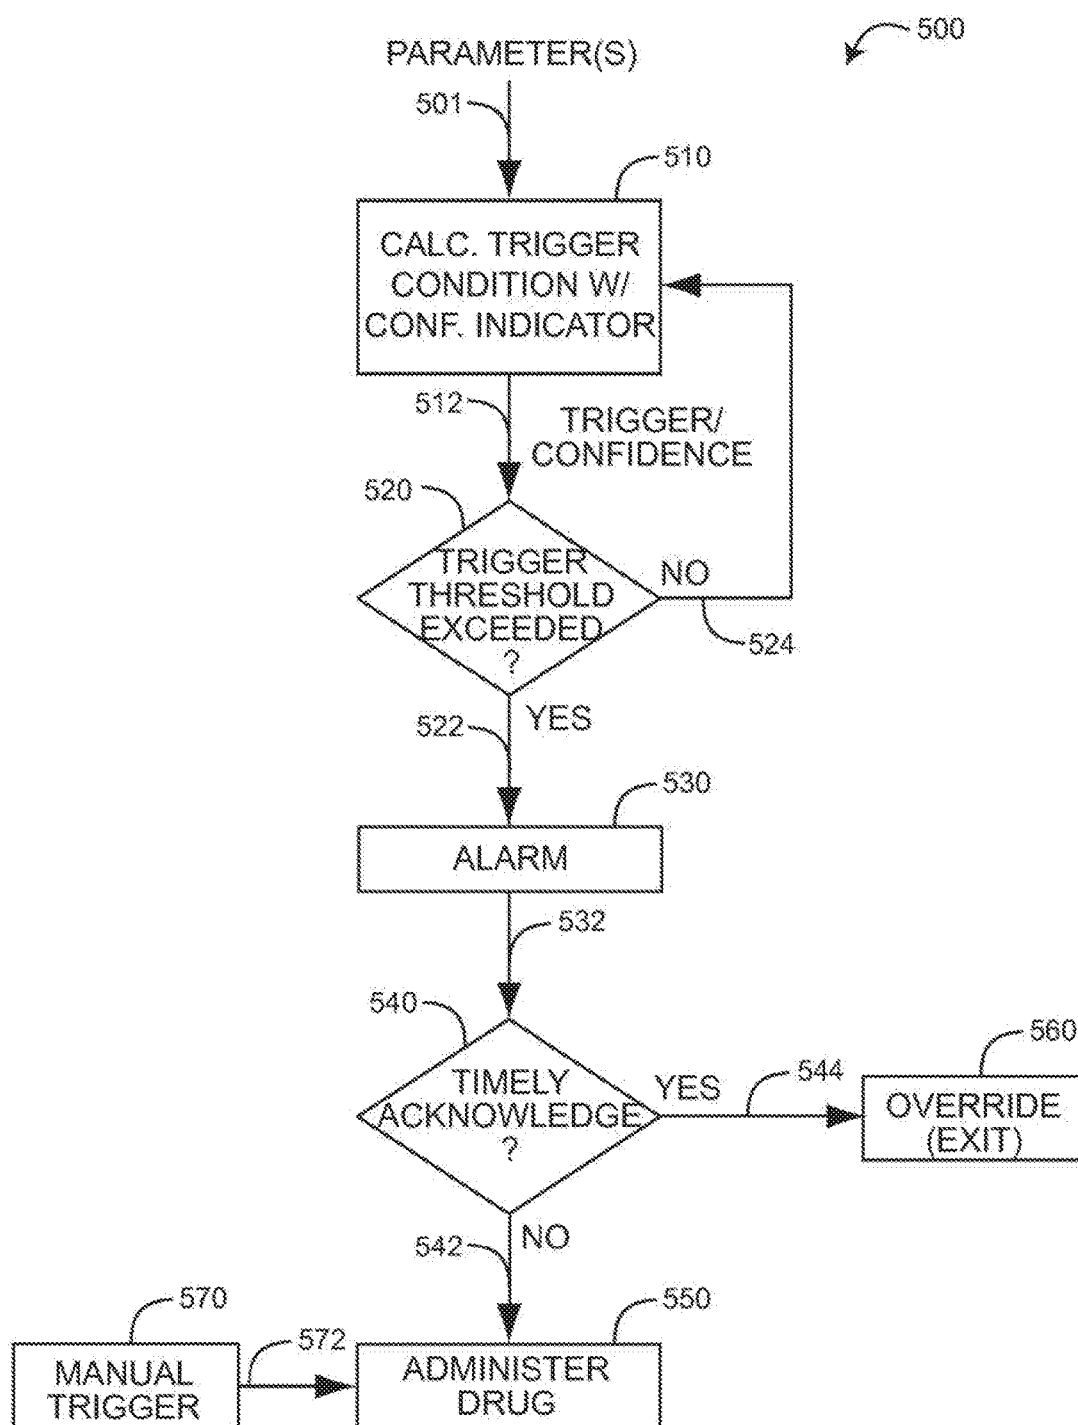 500
PARAMETER(S)
501
510
CALC. TRIGGER
CONDITION W/
CONF. INDICATOR
512
TRIGGER/
CONFIDENCE
520
TRIGGER
THRESHOLD
EXCEEDED
?
NO
524
522
YES
530
ALARM
532
540
TIMELY
ACKNOWLEDGE
?
YES
544
560
OVERRIDE
(EXIT)
542
NO
570
572
550
MANUAL
TRIGGER
ADMINISTER
DRUG